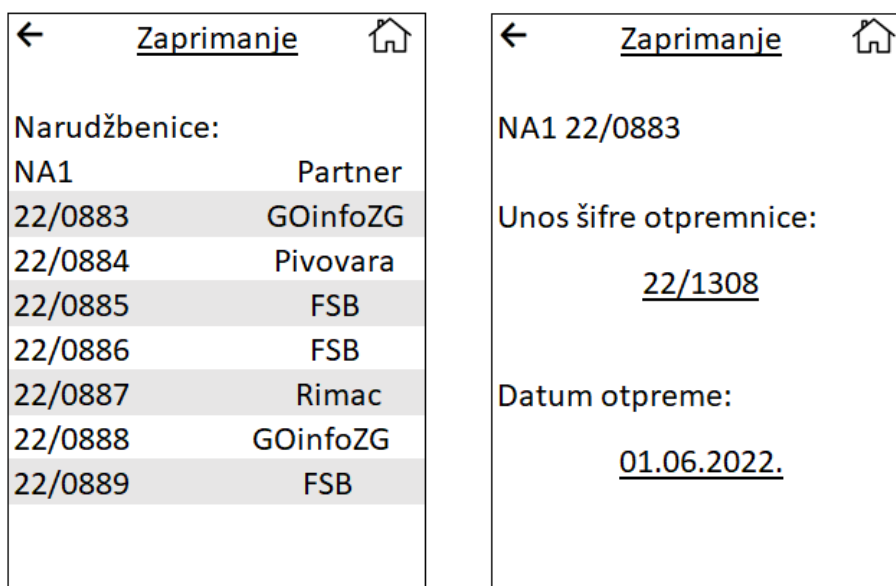 Zaprimanje
Narudžbenice:
NA1 Partner
22/0883 GOinfoZG
22/0884 Pivovara
22/0885 FSB
22/0886 FSB
22/0887 Rimac
22/0888 GOinfoZG
22/0889 FSB
Zaprimanje
NA1 22/0883
Unos šifre otpremnice:
22/1308
Datum otpreme:
01.06.2022.